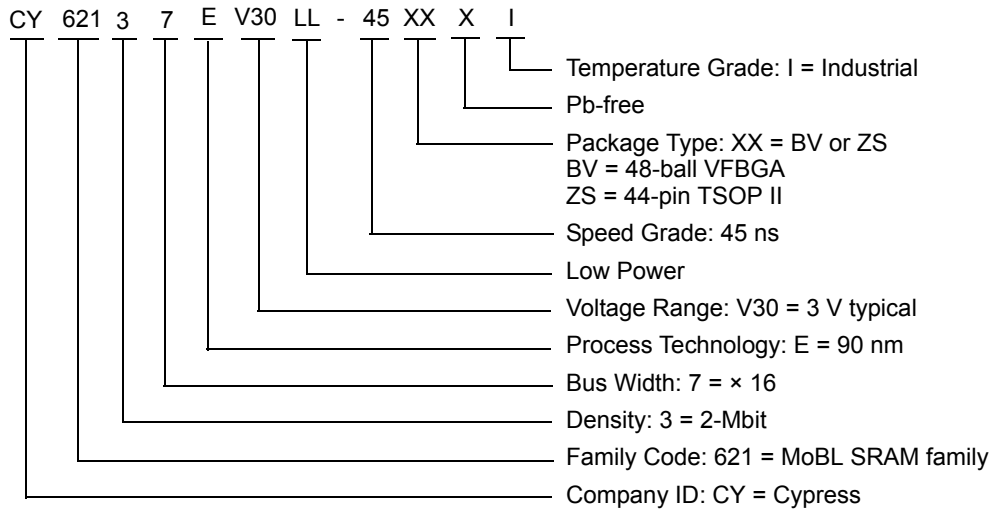 CY 621 3 7 E V30 LL - 45 XX X I
Temperature Grade: I = Industrial
Pb-free
Package Type: XX = BV or ZS
BV = 48-ball VFBGA
ZS = 44-pin TSOP II
Speed Grade: 45 ns
Low Power
Voltage Range: V30 = 3 V typical
Process Technology: E = 90 nm
Bus Width: 7 = × 16
Density: 3 = 2-Mbit
Family Code: 621 = MoBL SRAM family
Company ID: CY = Cypress